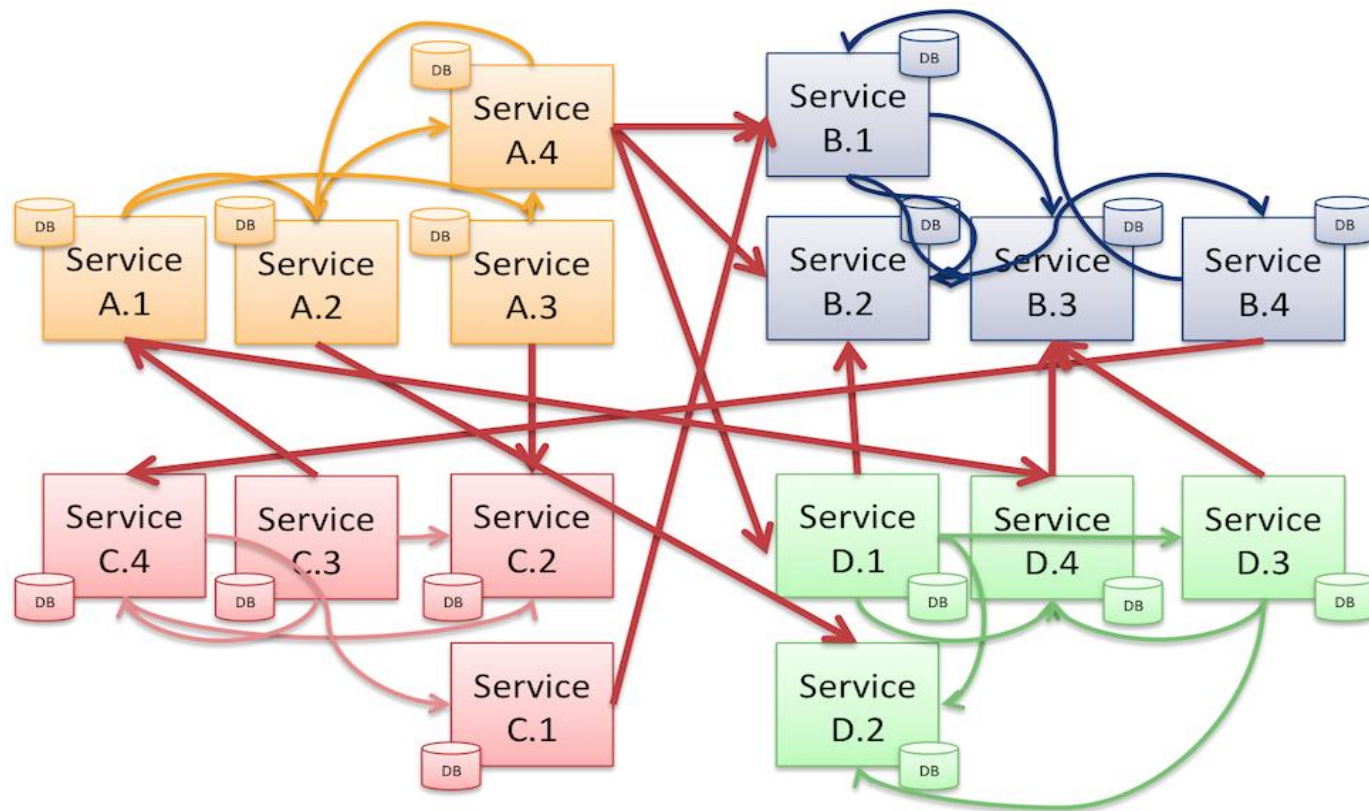 DB
Service
A.4
Service
B.1
DB
DB
Service
A.1
DB
Service
A.2
DB
Service
A.3
Service
B.2
DB
Service
B.3
DB
Service
B.4
DB
Service
C.4
DB
Service
C.3
DB
Service
C.2
DB
Service
D.1
DB
Service
D.4
DB
Service
D.3
DB
Service
C.1
DB
Service
D.2
DB